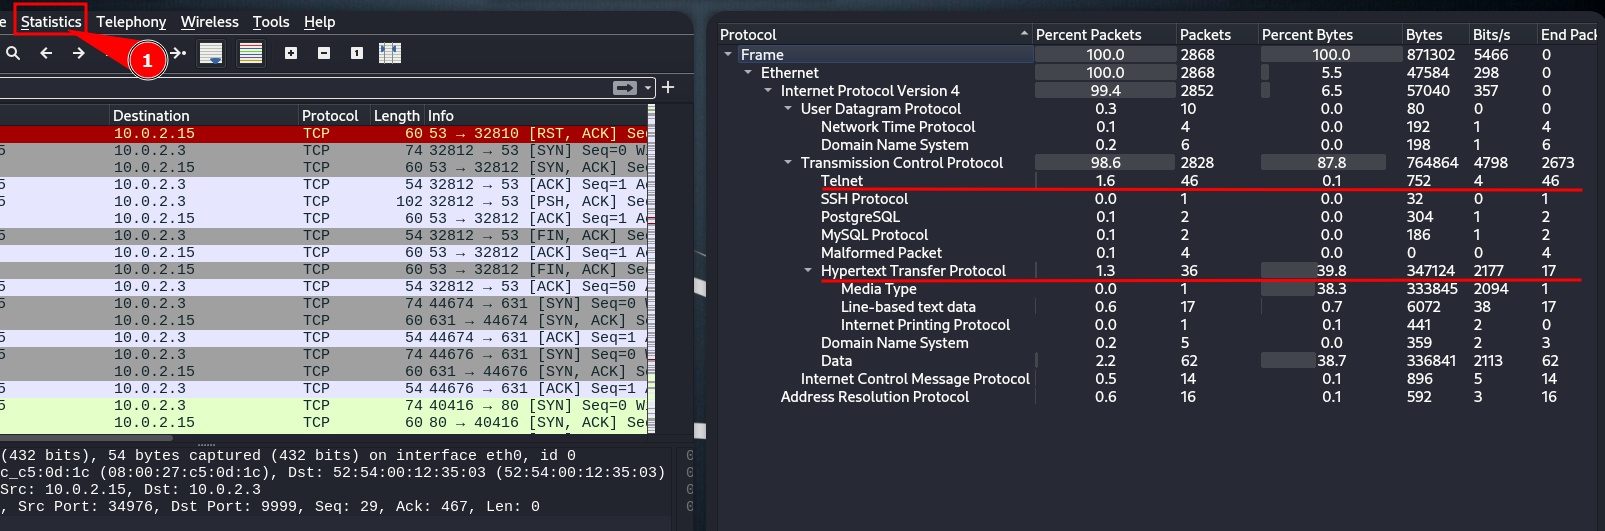 e Statistics Telephony Wireless Tools Help
1
Destination Protocol Length Info
10.0.2.15 TCP 60 53 → 32810 [RST, ACK] Se
5 10.0.2.3 TCP 74 32812 → 53 [SYN] Seq=0 W
10.0.2.15 TCP 60 53 → 32812 [SYN, ACK] Se
5 10.0.2.3 TCP 54 32812 → 53 [ACK] Seq=1 A
5 10.0.2.3 TCP 102 32812 → 53 [PSH, ACK] Se
10.0.2.15 TCP 60 53 → 32812 [ACK] Seq=1 A
5 10.0.2.3 TCP 54 32812 → 53 [FIN, ACK] Se
10.0.2.15 TCP 60 53 → 32812 [ACK] Seq=1 A
10.0.2.15 TCP 60 53 → 32812 [FIN, ACK] Se
5 10.0.2.3 TCP 54 32812 → 53 [ACK] Seq=50 A
5 10.0.2.3 TCP 74 44674 → 631 [SYN] Seq=0
10.0.2.15 TCP 60 631 → 44674 [SYN, ACK] S
5 10.0.2.3 TCP 54 44674 → 631 [ACK] Seq=1
5 10.0.2.3 TCP 74 44676 → 631 [SYN] Seq=0
10.0.2.15 TCP 60 631 → 44676 [SYN, ACK] S
5 10.0.2.3 TCP 54 44676 → 631 [ACK] Seq=1
5 10.0.2.3 TCP 74 40416 → 80 [SYN] Seq=0 W
10.0.2.15 TCP 60 80 → 40416 [SYN, ACK] Se
(432 bits), 54 bytes captured (432 bits) on interface eth0, id 0
c_c5:0d:1c (08:00:27:c5:0d:1c), Dst: 52:54:00:12:35:03 (52:54:00:12:35:03)
Src: 10.0.2.15, Dst: 10.0.2.3
, Src Port: 34976, Dst Port: 9999, Seq: 29, Ack: 467, Len: 0
0
0
0
0
Protocol Percent Packets Packets Percent Bytes Bytes Bits/s End Pack
Frame 100.0 2868 100.0 871302 5466 0
Ethernet 100.0 2868 5.5 47584 298 0
Internet Protocol Version 4 99.4 2852 6.5 57040 357 0
User Datagram Protocol 0.3 10 0.0 80 0 0
Network Time Protocol 0.1 4 0.0 192 1 4
Domain Name System 0.2 6 0.0 198 1 6
Transmission Control Protocol 98.6 2828 87.8 764864 4798 2673
Telnet 1.6 46 0.1 752 4 46
SSH Protocol 0.0 1 0.0 32 0 1
PostgreSQL 0.1 2 0.0 304 1 2
MySQL Protocol 0.1 2 0.0 186 1 2
Malformed Packet 0.1 4 0.0 0 0 4
Hypertext Transfer Protocol 1.3 36 39.8 347124 2177 17
Media Type 0.0 1 38.3 333845 2094 1
Line-based text data 0.6 17 0.7 6072 38 17
Internet Printing Protocol 0.0 1 0.1 441 2 0
Domain Name System 0.2 5 0.0 359 2 3
Data 2.2 62 38.7 336841 2113 62
Internet Control Message Protocol 0.5 14 0.1 896 5 14
Address Resolution Protocol 0.6 16 0.1 592 3 16